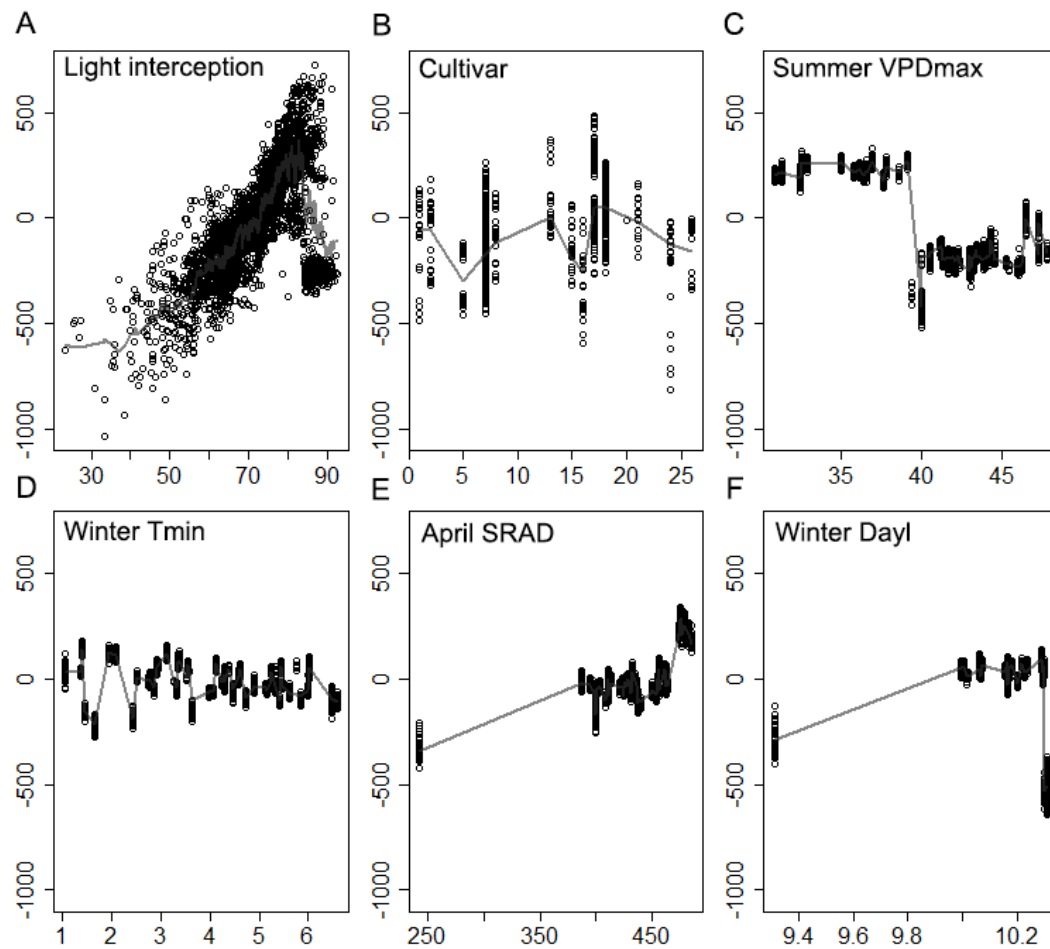 A
B
C
Light interception
Cultivar
Summer VPDmax
500
0
-500
-1000
500
0
-500
-1000
500
0
-500
-1000
30 50 60 70 90
0 5 10 15 20 25
35 40 45
D
E
F
Winter Tmin
April SRAD
Winter Dayl
500
0
-500
-1000
500
0
-500
-1000
500
0
-500
-1000
1 2 3 4 5 6
250 350 450
9.4 9.6 9.8 10.2